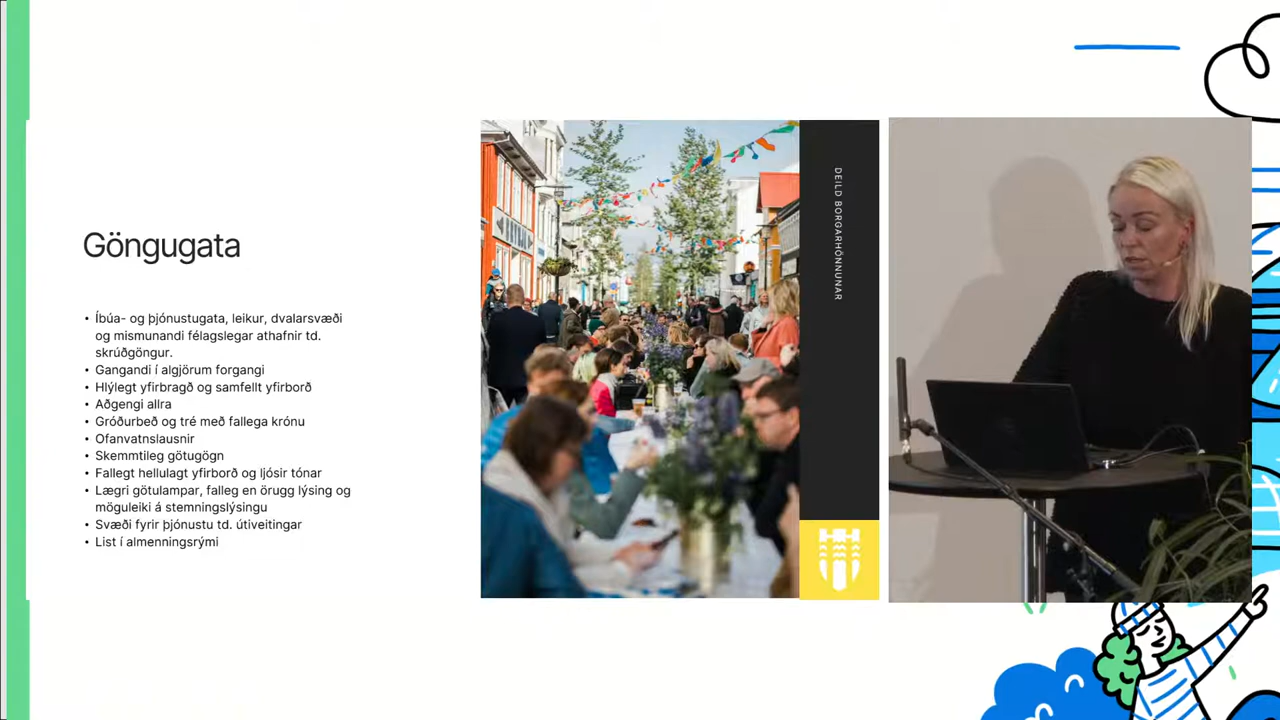 Göngugata
• Íbúa- og þjónustugata, leikur, dvalarsvæði
og mismunandi félagslegar athafnir td.
skrúðgöngur.
• Gangandi í algjörum forgangi
• Hlýlegt yfirbragð og samfellt yfirborð
• Aðgengi allra
• Gróðurbeð og tré með fallega krónu
• Ofanvatnslausnir
• Skemmtileg götugögn
• Fallegt hellulagt yfirborð og ljósir tónar
• Lægri götulampar, falleg en örugg lýsing og
möguleiki á stemningslýsingu
• Svæði fyrir þjónustu td. útiveitingar
• List í almenningsrými
DEILD BORGARHÖNNUNAR